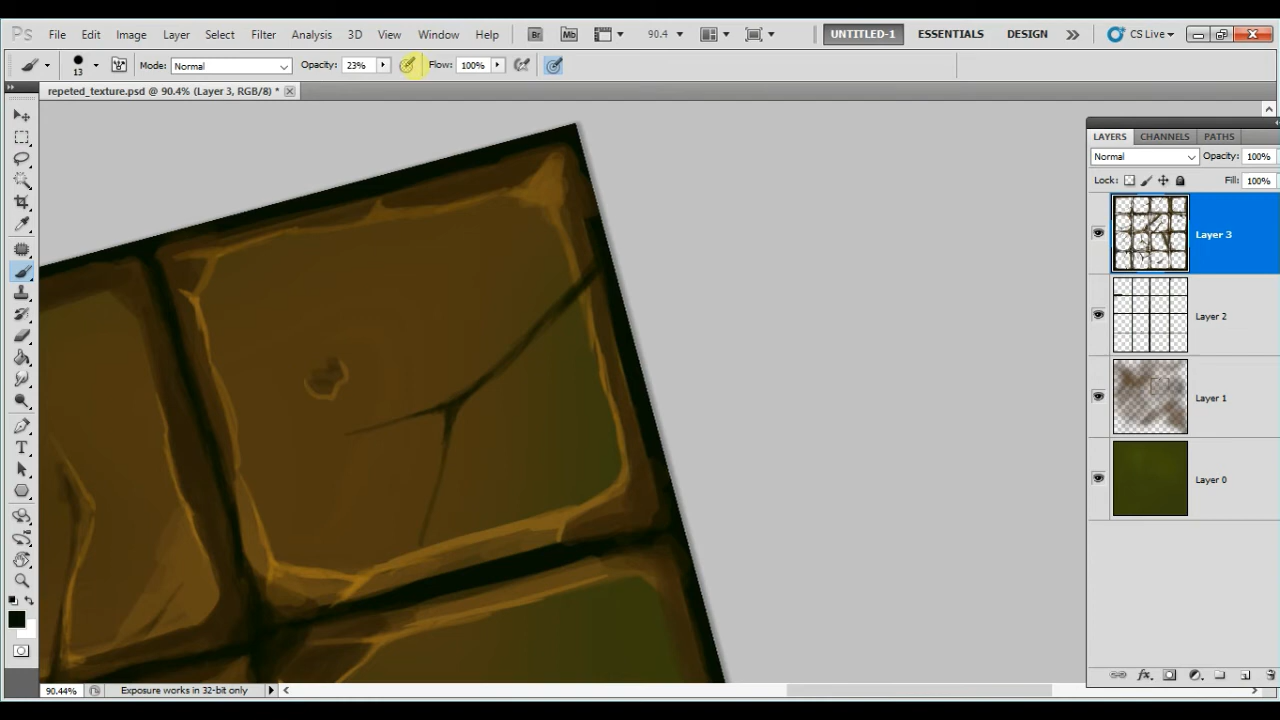 Ps File Edit Image Layer Select Filter Analysis 3D View Window Help Br Mb 90.4 UNTITLED-1 ESSENTIALS DESIGN CS Live
13 Mode: Normal Opacity: 23% Flow: 100%
repeted_texture.psd @ 90.4% (Layer 3, RGB/8) *
LAYERS CHANNELS PATHS
Normal Opacity: 100%
Lock: Fill: 100%
Layer 3
Layer 2
Layer 1
Layer 0
T
fx
90.44% Exposure works in 32-bit only